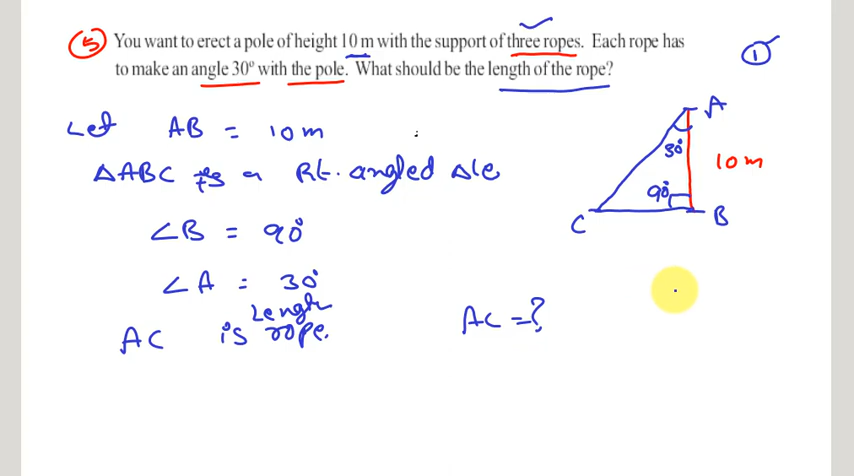 5 You want to erect a pole of height 10 m with the support of three ropes. Each rope has
to make an angle 30° with the pole. What should be the length of the rope?
1
Let AB = 10m
ΔABC is a Rt. angled Δle
∠B = 90°
∠A = 30°
AC is Length rope.
AC = ?
A
30°
10m
90°
C
B